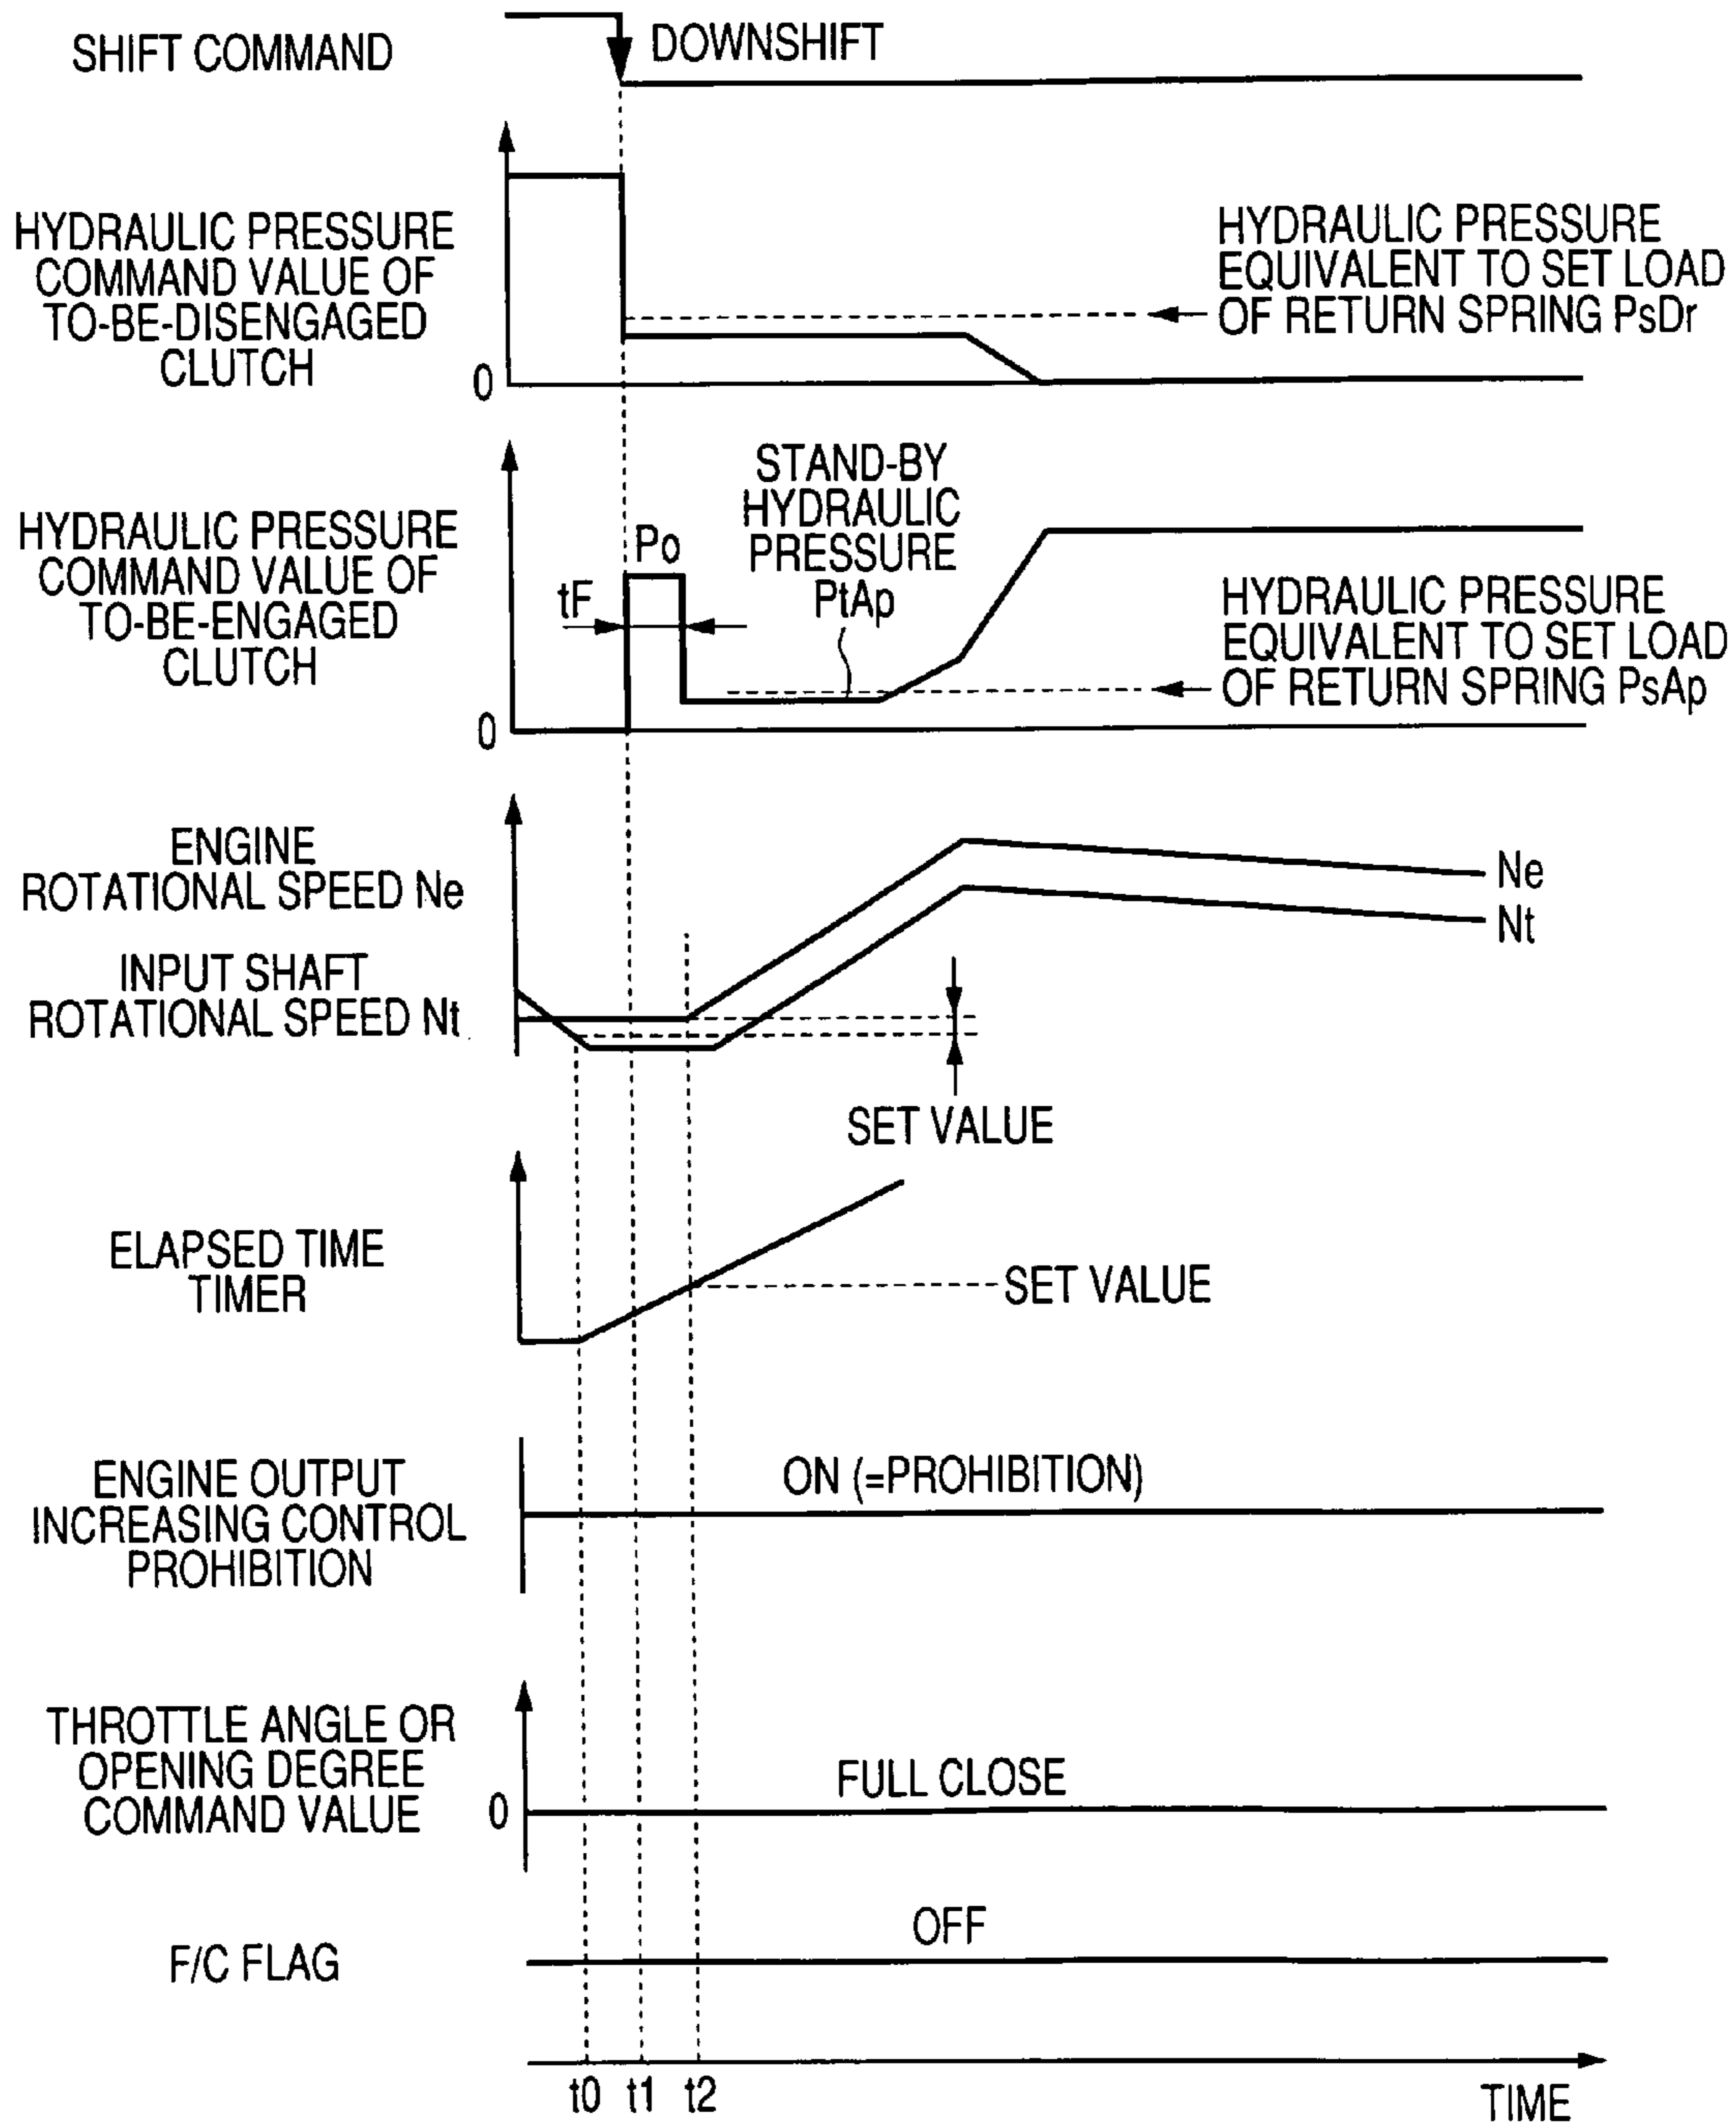 SHIFT COMMAND
DOWNSHIFT
HYDRAULIC PRESSURE
COMMAND VALUE OF
TO-BE-DISENGAGED
CLUTCH
0
HYDRAULIC PRESSURE
EQUIVALENT TO SET LOAD
OF RETURN SPRING PsDr
HYDRAULIC PRESSURE
COMMAND VALUE OF
TO-BE-ENGAGED
CLUTCH
0
tF
Po
STAND-BY
HYDRAULIC
PRESSURE
PtAp
HYDRAULIC PRESSURE
EQUIVALENT TO SET LOAD
OF RETURN SPRING PsAp
ENGINE
ROTATIONAL SPEED Ne
INPUT SHAFT
ROTATIONAL SPEED Nt
Ne
Nt
SET VALUE
ELAPSED TIME
TIMER
SET VALUE
ENGINE OUTPUT
INCREASING CONTROL
PROHIBITION
ON (=PROHIBITION)
THROTTLE ANGLE OR
OPENING DEGREE
COMMAND VALUE
0
FULL CLOSE
F/C FLAG
OFF
t0 t1 t2
TIME